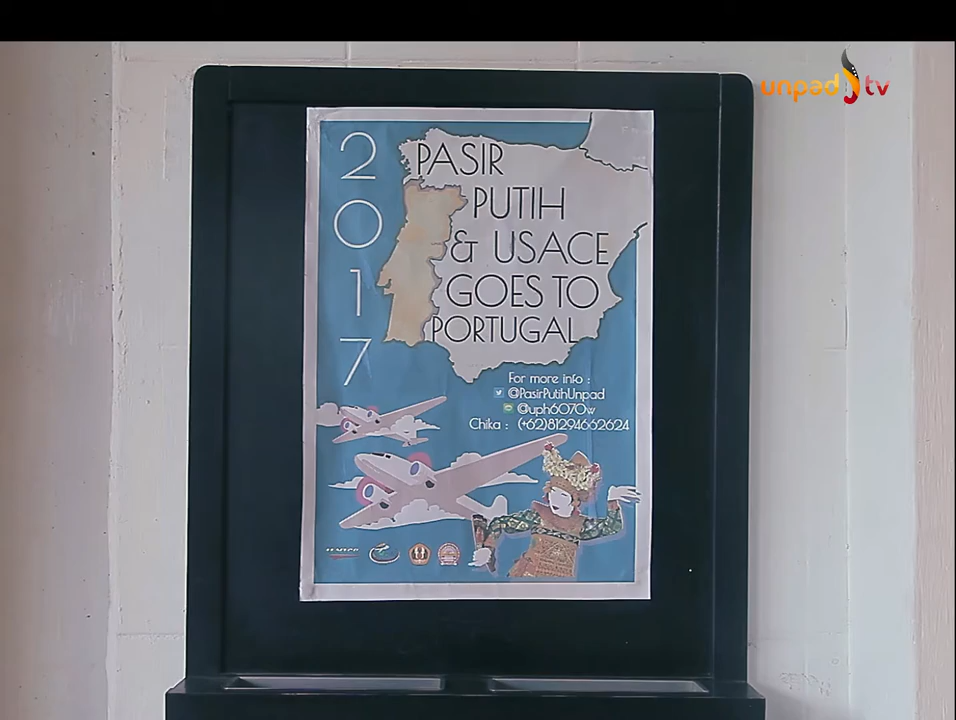 unpad tv
2017
PASIR
PUTIH
& USACE
GOES TO
PORTUGAL
For more info :
@PasirPutihUnpad
@uph6070w
Chika : (+62)81294662624